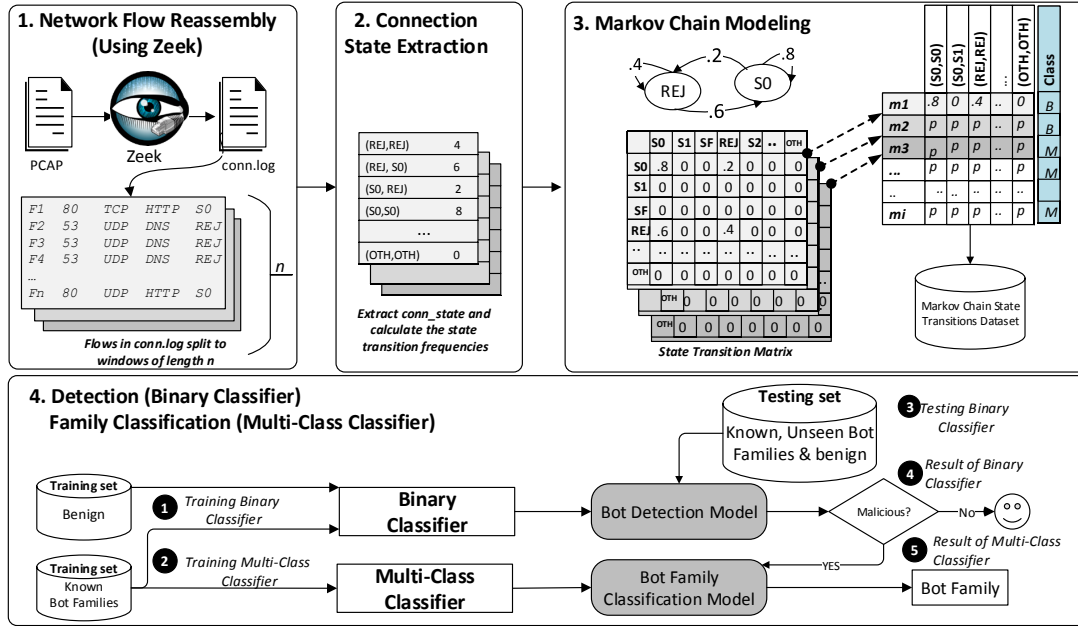 1. Network Flow Reassembly
(Using Zeek)
PCAP
Zeek
conn.log
F1 80 TCP HTTP S0
F2 53 UDP DNS REJ
F3 53 UDP DNS REJ
F4 53 UDP DNS REJ
…
Fn 80 UDP HTTP S0
n
Flows in conn.log split to
windows of length n
2. Connection
State Extraction
(REJ,REJ) 4
(REJ, S0) 6
(S0, REJ) 2
(S0,S0) 8
...
(OTH,OTH) 0
Extract conn_state and
calculate the state
transition frequencies
3. Markov Chain Modeling
.4 .2 .8
REJ S0
.6
S0 S1 SF REJ S2 .. OTH
S0 .8 0 0 .2 0 0 0
S1 0 0 0 0 0 0 0
SF 0 0 0 0 0 0 0
REJ .6 0 0 .4 0 0 0
.. .. .. .. .. .. .. ..
OTH 0 0 0 0 0 0 0
OTH 0 0 0 0 0 0
OTH 0 0 0 0 0 0 0
State Transition Matrix
(S0,S0) (S0,S1) (REJ,REJ) ... (OTH,OTH) Class
m1 .8 0 .4 .. 0 B
m2 p p p .. p B
m3 p p p .. p M
... p p p .. p M
.. .. .. .. .. ..
mi p p p .. p M
Markov Chain State
Transitions Dataset
4. Detection (Binary Classifier)
Family Classification (Multi-Class Classifier)
Testing set
Known, Unseen Bot
Families & benign
3 Testing Binary
Classifier
4 Result of Binary
Classifier
Training set
Benign
1 Training Binary
Classifier
Binary
Classifier
Bot Detection Model
Malicious?
No
YES
5 Result of Multi-Class
Classifier
Training set
Known
Bot Families
2 Training Multi-Class
Classifier
Multi-Class
Classifier
Bot Family
Classification Model
Bot Family